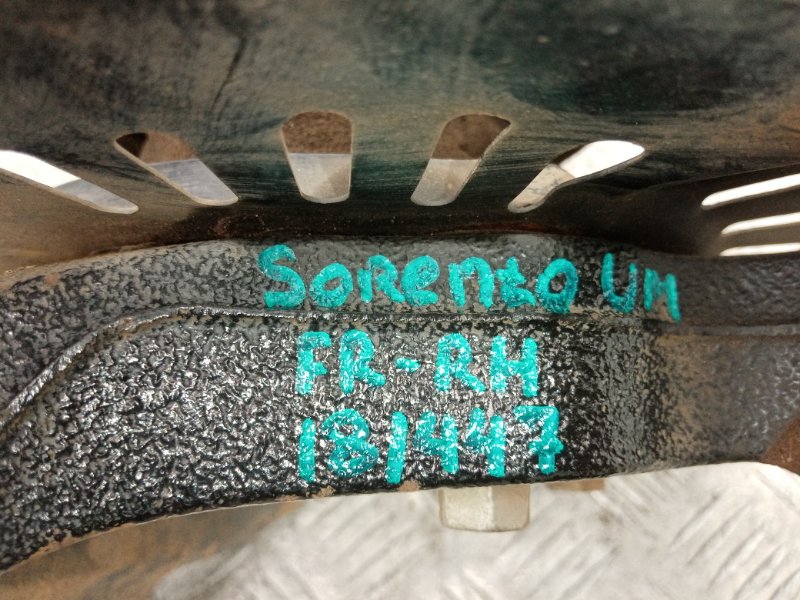 Sorento UM
FR-RH
181447